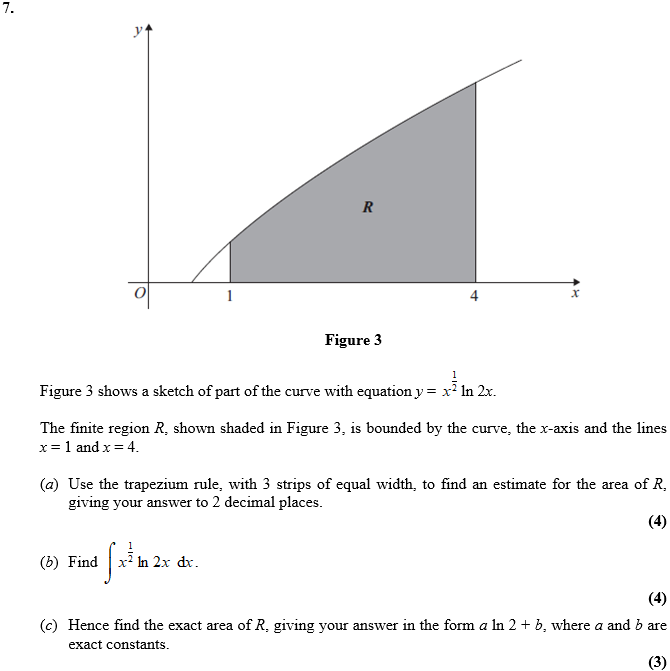 7.
y
R
O
1
4
x
Figure 3
Figure 3 shows a sketch of part of the curve with equation y = x^{1/2} ln 2x.
The finite region R, shown shaded in Figure 3, is bounded by the curve, the x-axis and the lines
x = 1 and x = 4.
(a) Use the trapezium rule, with 3 strips of equal width, to find an estimate for the area of R,
giving your answer to 2 decimal places.
(4)
(b) Find ∫ x^{1/2} ln 2x dx.
(4)
(c) Hence find the exact area of R, giving your answer in the form a ln 2 + b, where a and b are
exact constants.
(3)